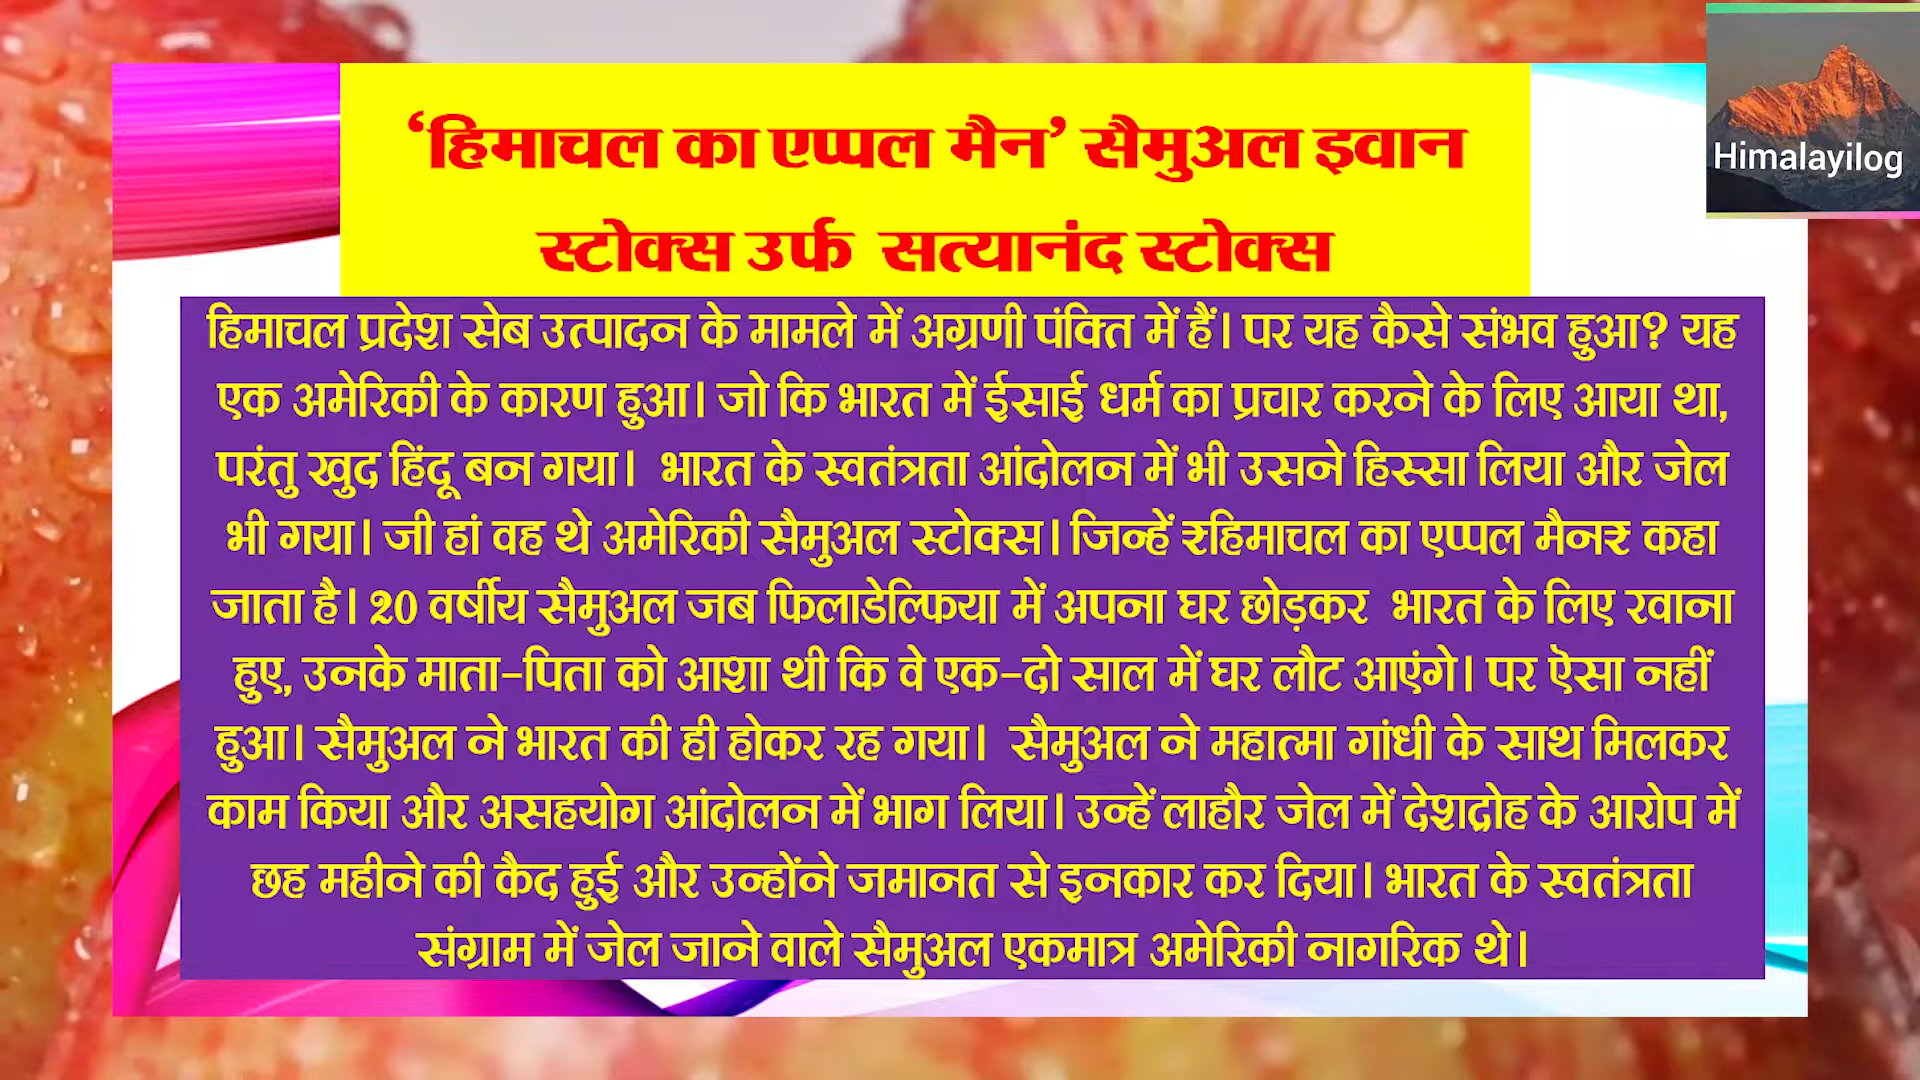 ‘हिमाचल का एप्पल मैन’ सैमुअल इवान
स्टोक्स उर्फ सत्यानंद स्टोक्स
Himalayilog
हिमाचल प्रदेश सेब उत्पादन के मामले में अग्रणी पंक्ति में हैं। पर यह कैसे संभव हुआ? यह
एक अमेरिकी के कारण हुआ। जो कि भारत में ईसाई धर्म का प्रचार करने के लिए आया था,
परंतु खुद हिंदू बन गया। भारत के स्वतंत्रता आंदोलन में भी उसने हिस्सा लिया और जेल
भी गया। जी हां वह थे अमेरिकी सैमुअल स्टोक्स। जिन्हें श्हिमाचल का एप्पल मैनश् कहा
जाता है। 20 वर्षीय सैमुअल जब फिलाडेल्फिया में अपना घर छोड़कर भारत के लिए रवाना
हुए, उनके माता-पिता को आशा थी कि वे एक-दो साल में घर लौट आएंगे। पर ऐसा नहीं
हुआ। सैमुअल ने भारत की ही होकर रह गया। सैमुअल ने महात्मा गांधी के साथ मिलकर
काम किया और असहयोग आंदोलन में भाग लिया। उन्हें लाहौर जेल में देशद्रोह के आरोप में
छह महीने की कैद हुई और उन्होंने जमानत से इनकार कर दिया। भारत के स्वतंत्रता
संग्राम में जेल जाने वाले सैमुअल एकमात्र अमेरिकी नागरिक थे।